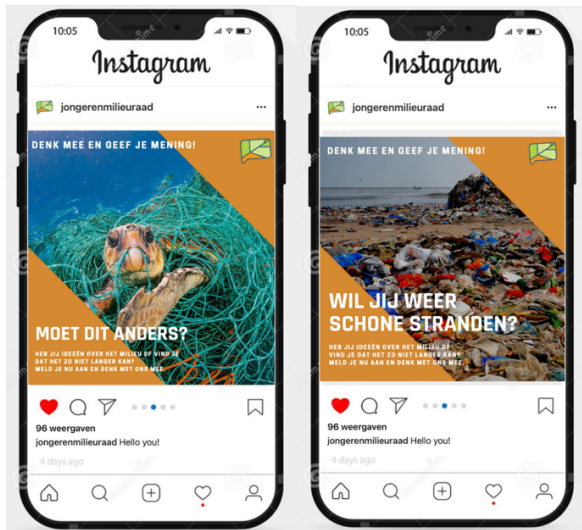 10:05
Instagram
jongerenmilieuraad
DENK MEE EN GEEF JE MENING!
MOET DIT ANDERS?
HEB JIJ IDEEËN OVER HET MILIEU OF VIND JE
DAT HET ZO NIET LANGER KAN?
MELD JE NU AAN EN DENK MET ONS MEE.
96 weergaven
jongerenmilieuraad Hello you!
4 days ago
10:05
Instagram
jongerenmilieuraad
DENK MEE EN GEEF JE MENING!
WIL JIJ WEER
SCHONE STRANDEN?
HEB JIJ IDEEËN OVER HET MILIEU OF
VIND JE DAT HET ZO NIET LANGER KAN?
MELD JE NU AAN EN DENK MET ONS MEE.
96 weergaven
jongerenmilieuraad Hello you!
4 days ago